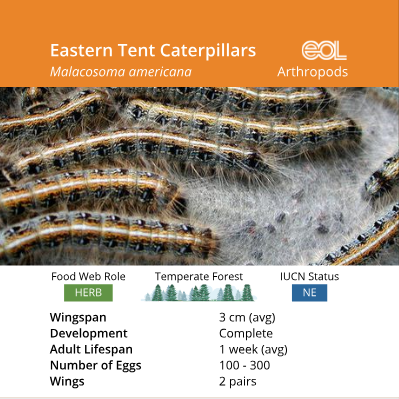 Eastern Tent Caterpillars
eol
Malacosoma americana
Arthropods
Food Web Role
Temperate Forest
IUCN Status
HERB
NE
Wingspan 3 cm (avg)
Development Complete
Adult Lifespan 1 week (avg)
Number of Eggs 100 - 300
Wings 2 pairs